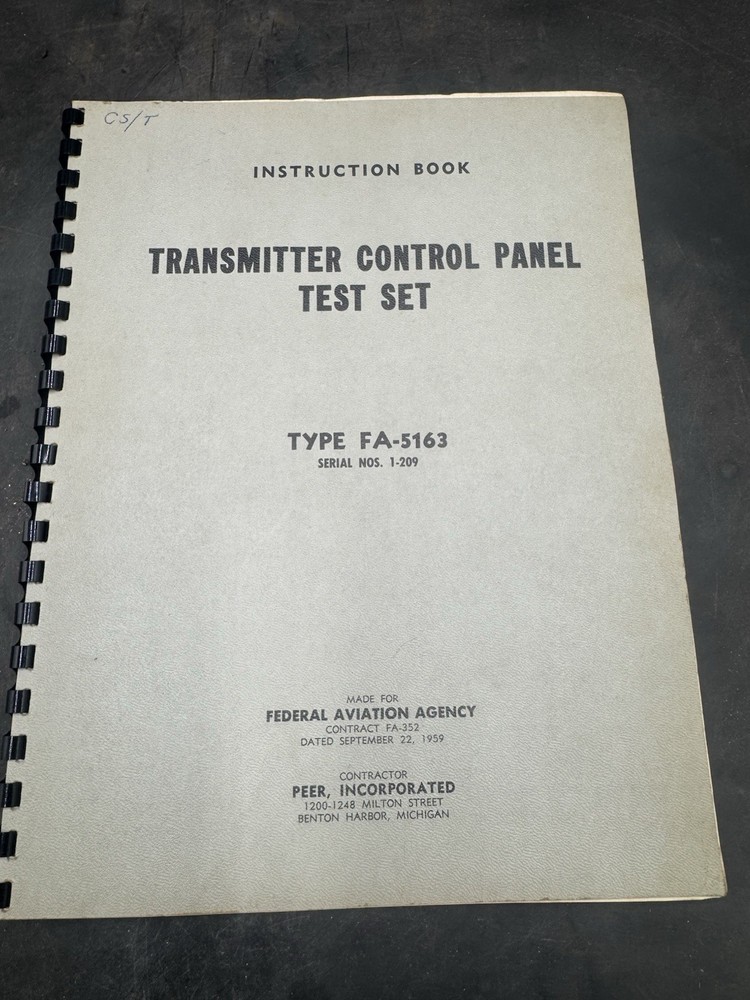 CS/T
INSTRUCTION BOOK
TRANSMITTER CONTROL PANEL
TEST SET
TYPE FA-5163
SERIAL NOS. 1-209
MADE FOR
FEDERAL AVIATION AGENCY
CONTRACT FA-352
DATED SEPTEMBER 22, 1959
CONTRACTOR
PEER, INCORPORATED
1200-1248 MILTON STREET
BENTON HARBOR, MICHIGAN